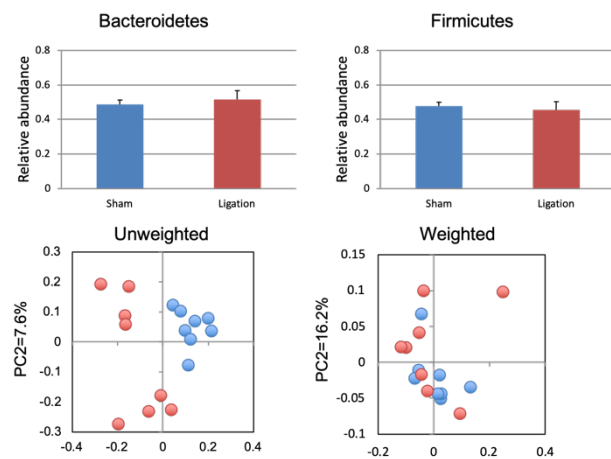 Bacteroidetes
Relative abundance
0.8
0.6
0.4
0.2
0
Sham Ligation
Firmicutes
Relative abundance
0.8
0.6
0.4
0.2
0
Sham Ligation
Unweighted
PC2=7.6%
0.3
0.2
0.1
0
-0.1
-0.2
-0.3
-0.4 -0.2 0 0.2 0.4
Weighted
PC2=16.2%
0.15
0.1
0.05
0
-0.05
-0.1
-0.2 0 0.2 0.4